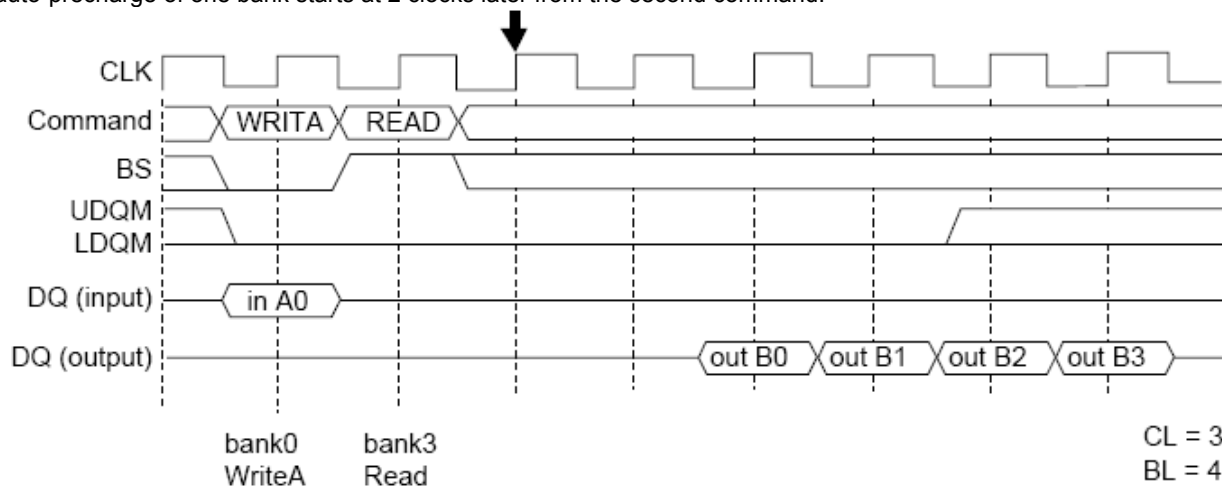 auto-precharge of one bank starts at 2 clocks later from the second command.
CLK
Command WRITA READ
BS
UDQM
LDQM
DQ (input) in A0
DQ (output) out B0 out B1 out B2 out B3
bank0 bank3 CL = 3
WriteA Read BL = 4